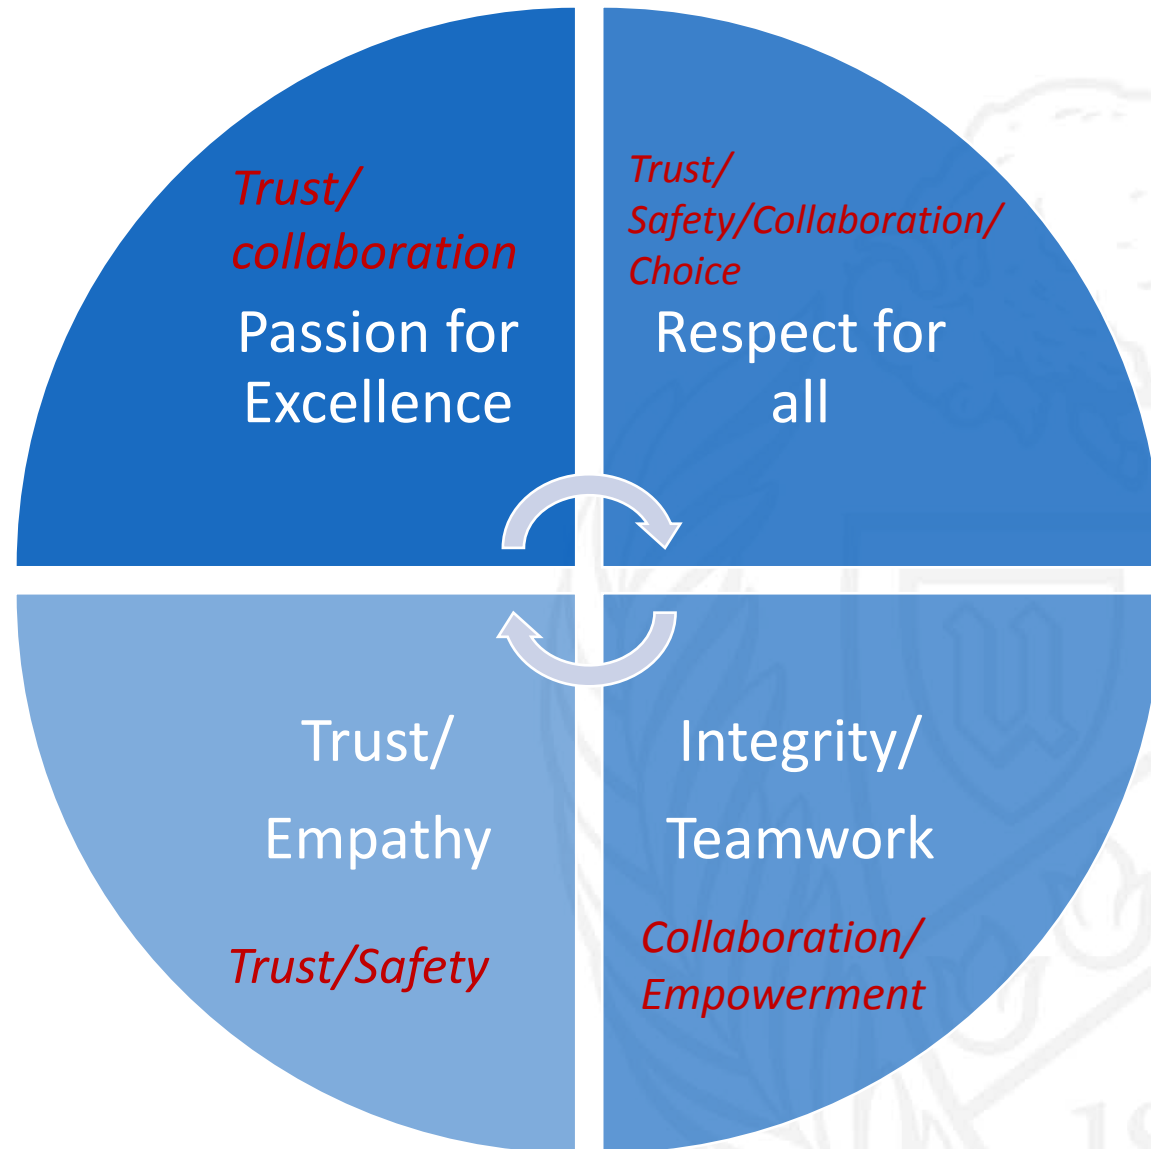 Trust/
collaboration
Passion for
Excellence
Trust/
Safety/Collaboration/
Choice
Respect for
all
Trust/
Empathy
Trust/Safety
Integrity/
Teamwork
Collaboration/
Empowerment
u